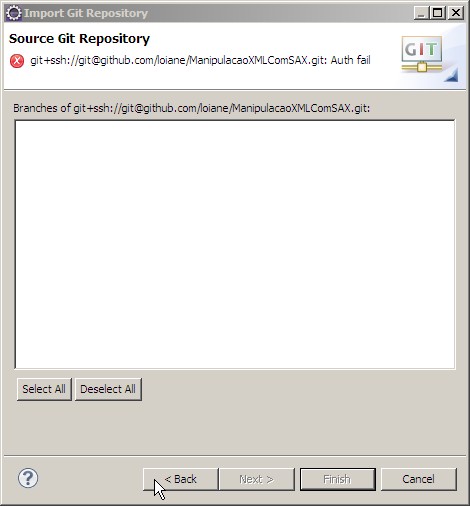 Import Git Repository
Source Git Repository
git+ssh://git@github.com/loiane/ManipulacaoXMLComSAX.git: Auth fail
GIT
Branches of git+ssh://git@github.com/loiane/ManipulacaoXMLComSAX.git:
Select All Deselect All
? < Back Next > Finish Cancel